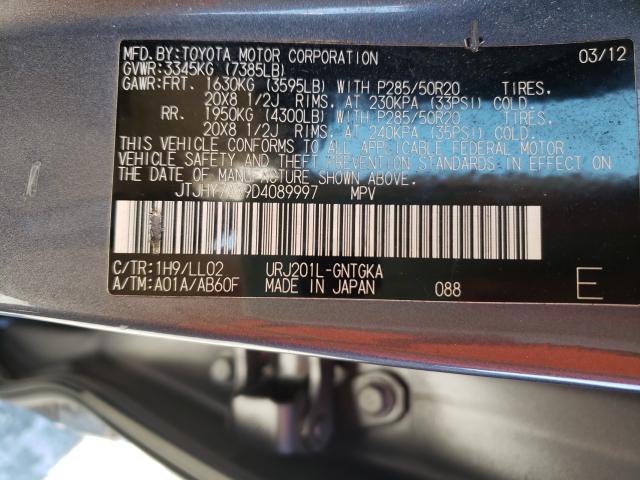 MFD.BY:TOYOTA MOTOR CORPORATION 03/12
GVWR:3345KG (7385LB)
GAWR:FRT. 1630KG (3595LB) WITH P285/50R20 TIRES.
20X8 1/2J RIMS. AT 230KPA (33PSI) COLD.
RR. 1950KG (4300LB) WITH P285/50R20 TIRES.
20X8 1/2J RIMS. AT 240KPA (35PSI) COLD.
THIS VEHICLE CONFORMS TO ALL APPLICABLE FEDERAL MOTOR
VEHICLE SAFETY AND THEFT PREVENTION STANDARDS IN EFFECT ON
THE DATE OF MANUFACTURE SHOWN ABOVE.
MPV
C/TR:1H9/LL02 URJ201L-GNTGKA
A/TM:A01A/AB60F MADE IN JAPAN 088 E